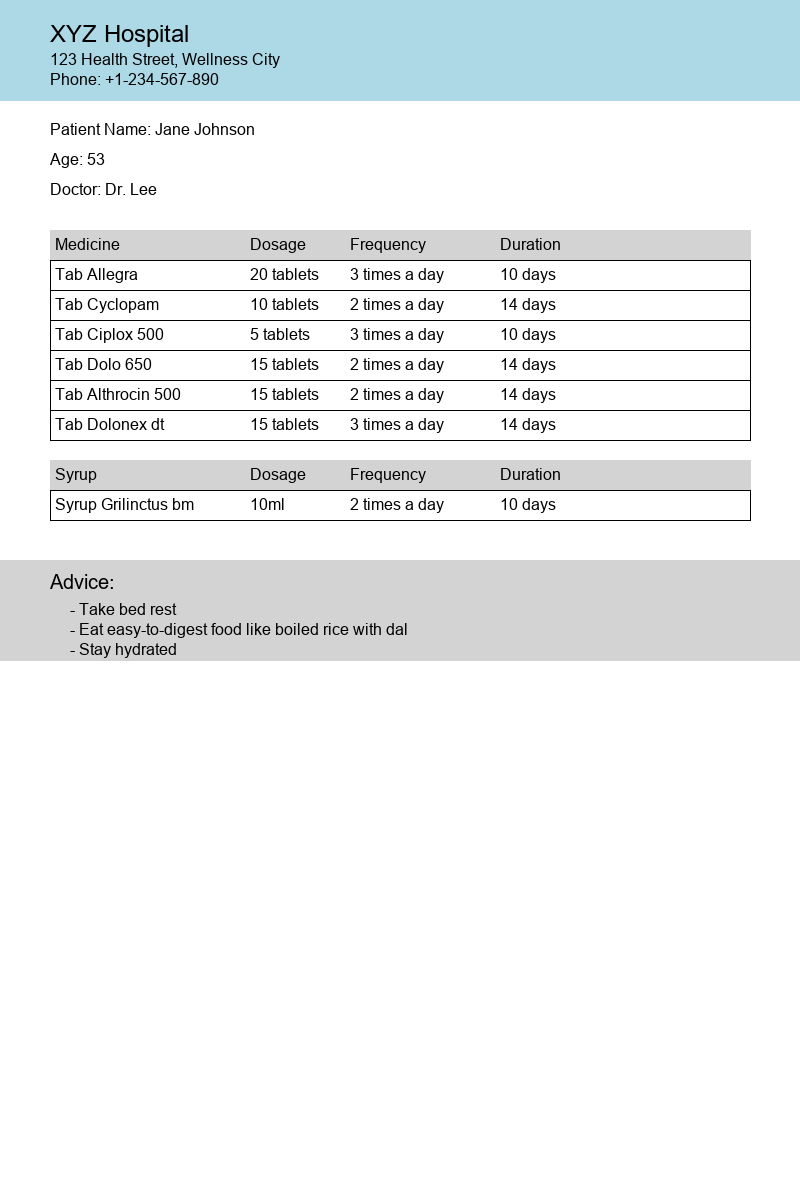 XYZ Hospital
123 Health Street, Wellness City
Phone: +1-234-567-890
Patient Name: Jane Johnson
Age: 53
Doctor: Dr. Lee
Medicine Dosage Frequency Duration
Tab Allegra 20 tablets 3 times a day 10 days
Tab Cyclopam 10 tablets 2 times a day 14 days
Tab Ciplox 500 5 tablets 3 times a day 10 days
Tab Dolo 650 15 tablets 2 times a day 14 days
Tab Althrocin 500 15 tablets 2 times a day 14 days
Tab Dolonex dt 15 tablets 3 times a day 14 days
Syrup Dosage Frequency Duration
Syrup Grilinctus bm 10ml 2 times a day 10 days
Advice:
- Take bed rest
- Eat easy-to-digest food like boiled rice with dal
- Stay hydrated